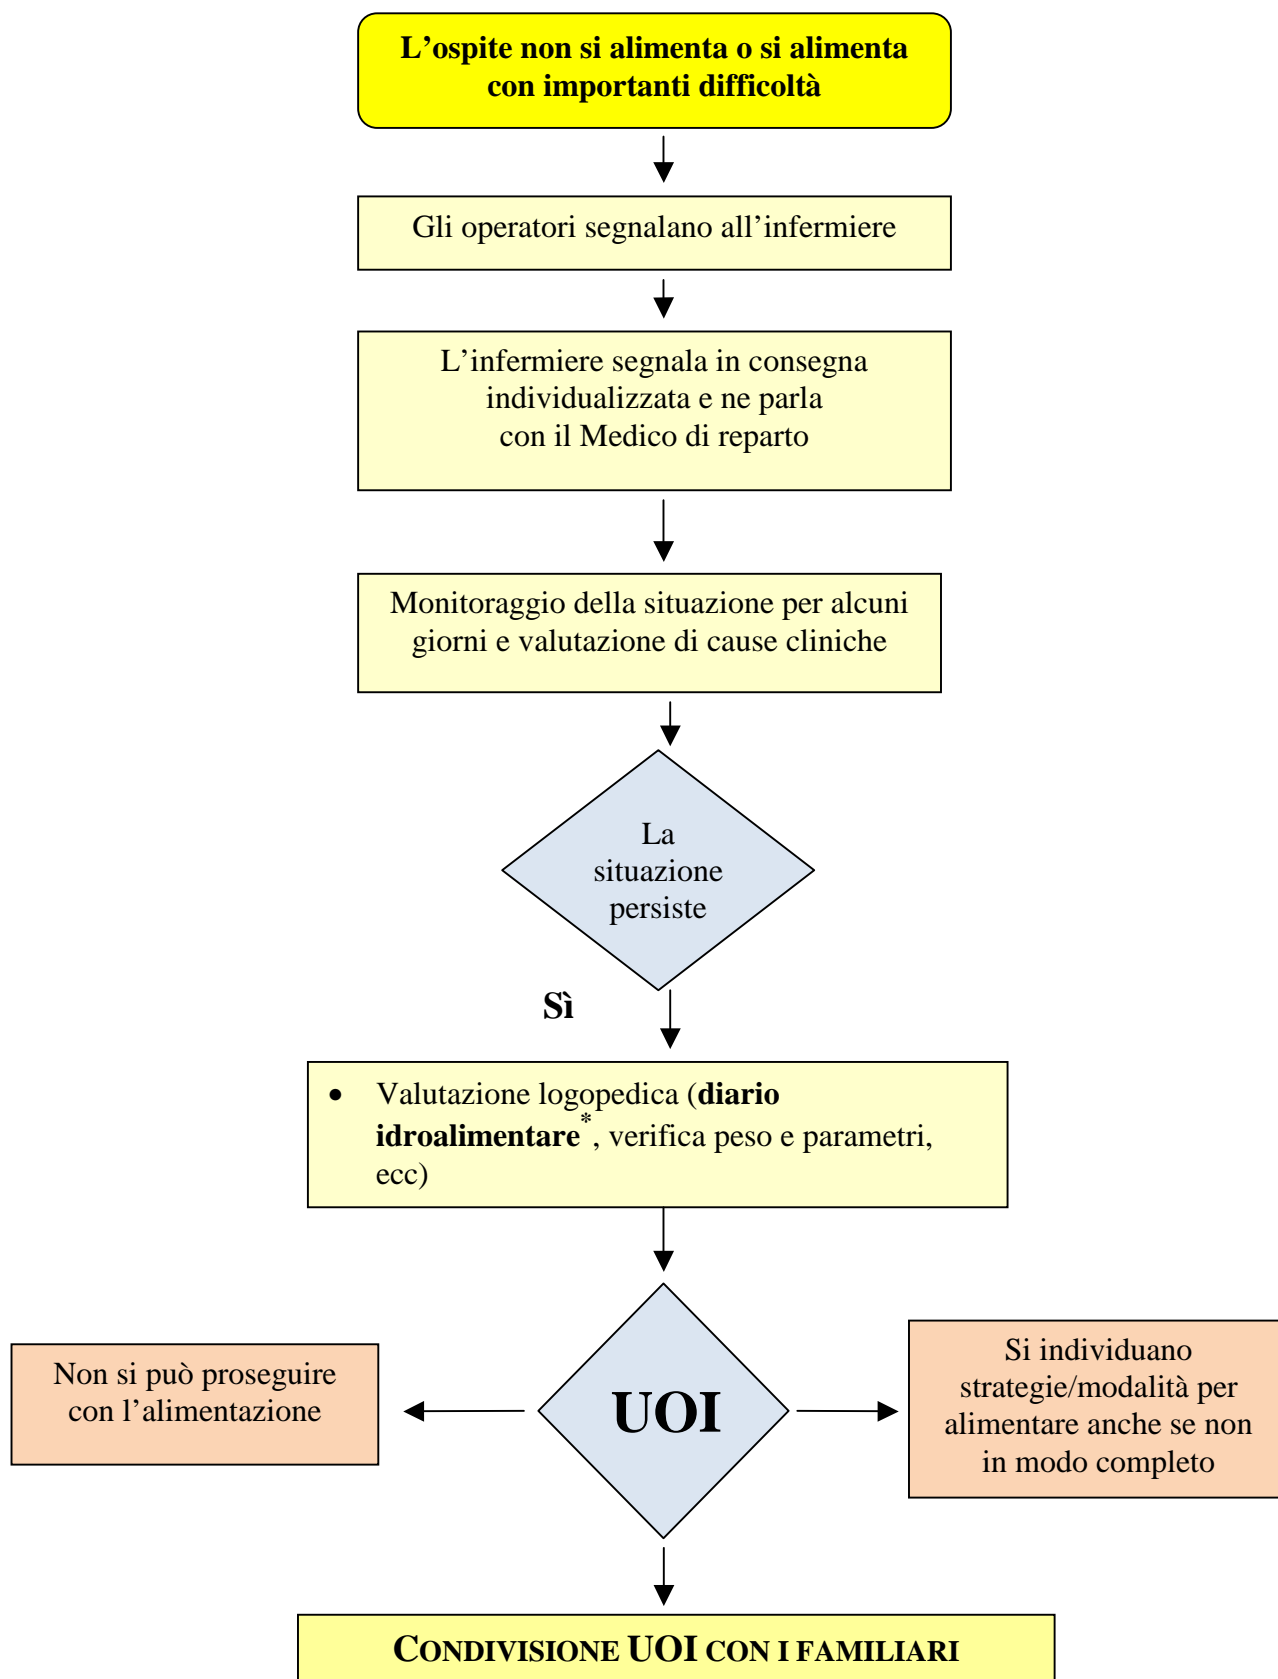 L’ospite non si alimenta o si alimenta
con importanti difficoltà
Gli operatori segnalano all’infermiere
L’infermiere segnala in consegna
individualizzata e ne parla
con il Medico di reparto
Monitoraggio della situazione per alcuni
giorni e valutazione di cause cliniche
La
situazione
persiste
Sì
• Valutazione logopedica (diario
idroalimentare*, verifica peso e parametri,
ecc)
Non si può proseguire
con l’alimentazione
UOI
Si individuano
strategie/modalità per
alimentare anche se non
in modo completo
CONDIVISIONE UOI CON I FAMILIARI